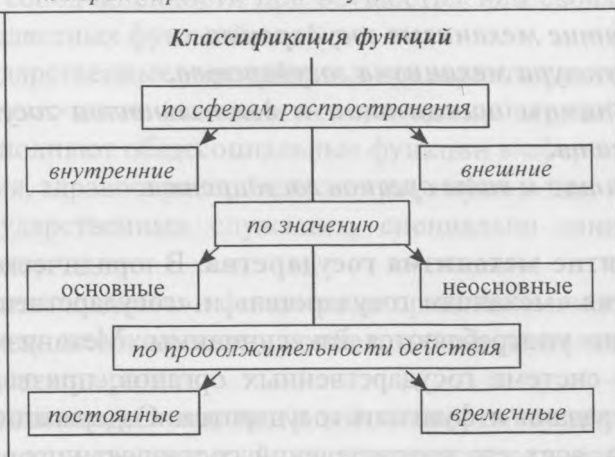 Классификация функций
по сферам распространения
внутренние
внешние
по значению
основные
неосновные
по продолжительности действия
постоянные
временные